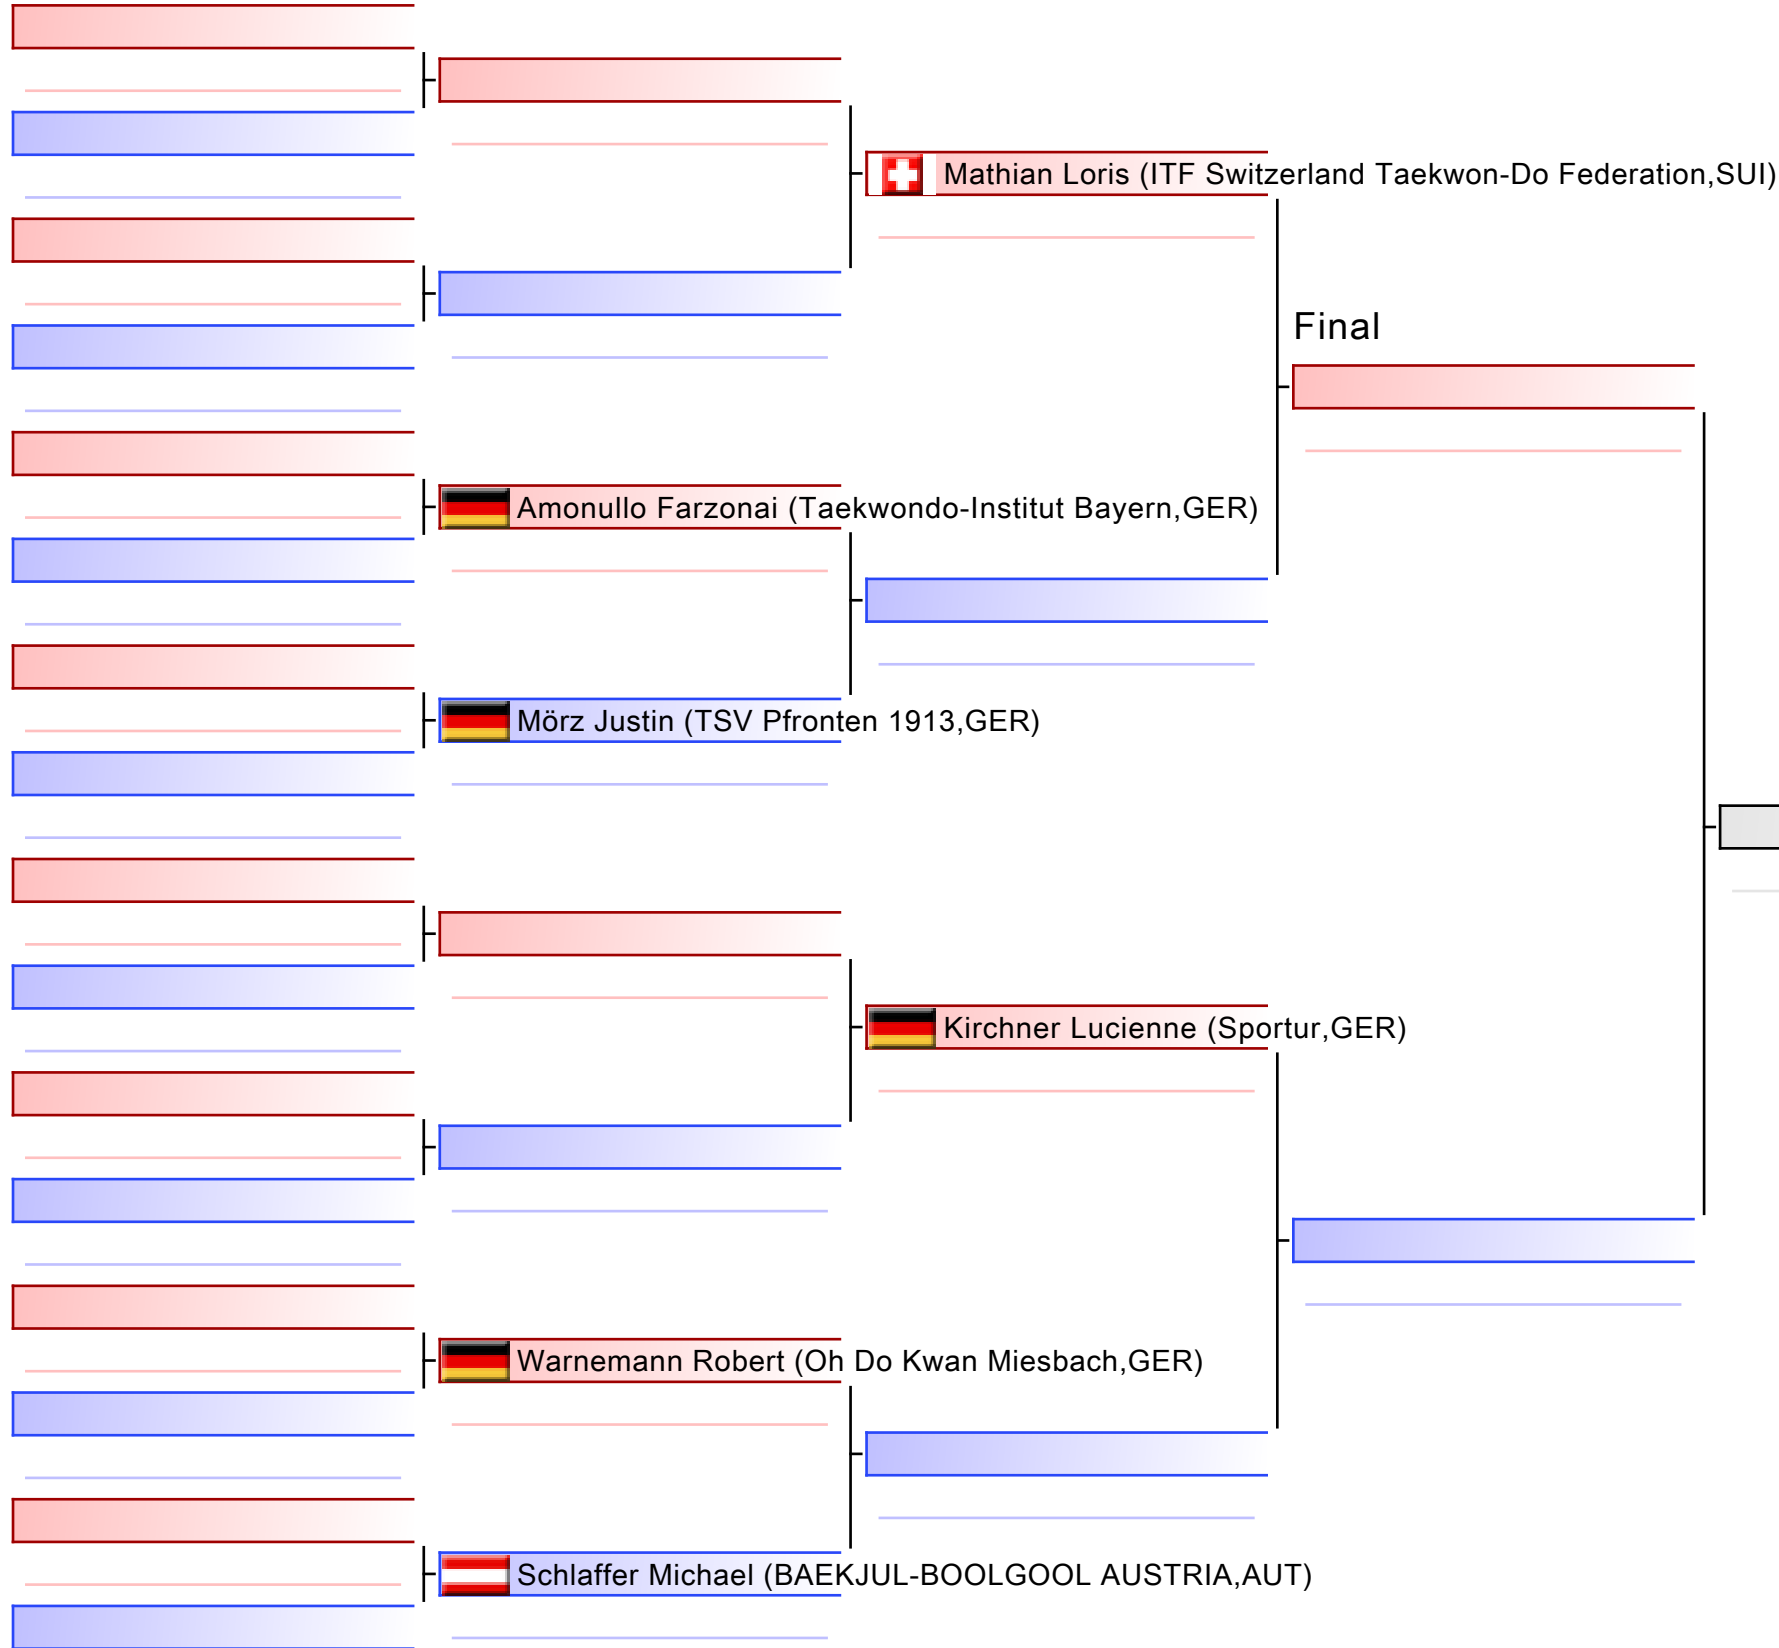 Mathian Loris (ITF Switzerland Taekwon-Do Federation,SUI)
Final
Amonullo Farzonai (Taekwondo-Institut Bayern,GER)
Mörz Justin (TSV Pfronten 1913,GER)
Kirchner Lucienne (Sportur,GER)
Warnemann Robert (Oh Do Kwan Miesbach,GER)
Schlaffer Michael (BAEKJUL-BOOLGOOL AUSTRIA,AUT)